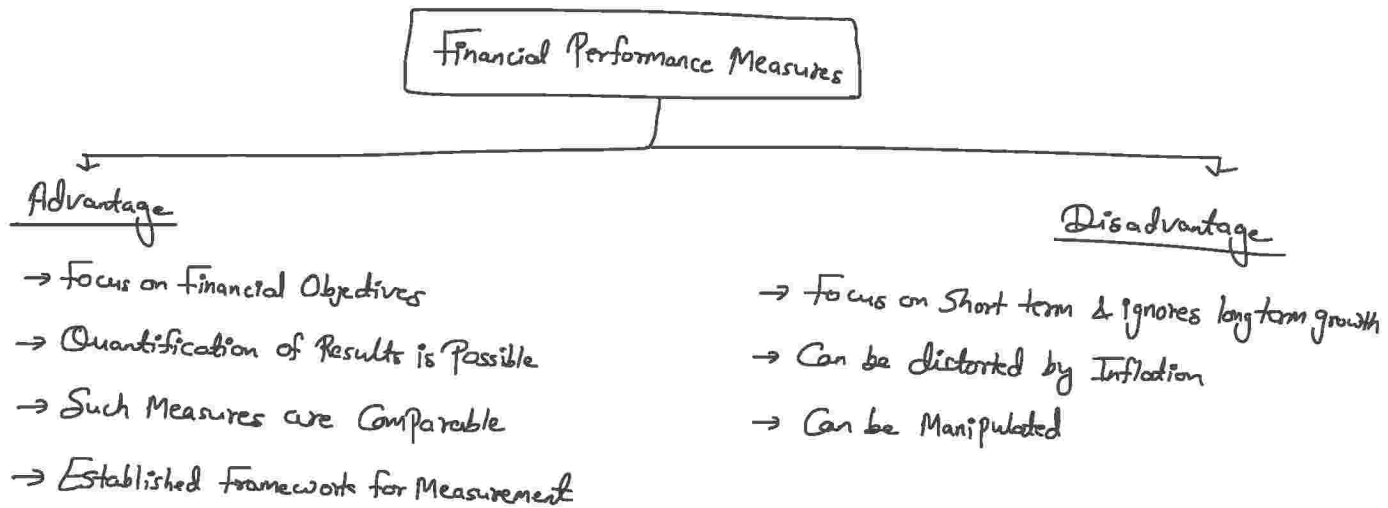 Financial Performance Measures
Advantage
→ Focus on Financial Objectives
→ Quantification of Results is Possible
→ Such Measures are Comparable
→ Established Framework for Measurement
Disadvantage
→ Focus on Short term & ignores long term growth
→ Can be distorted by Inflation
→ Can be Manipulated